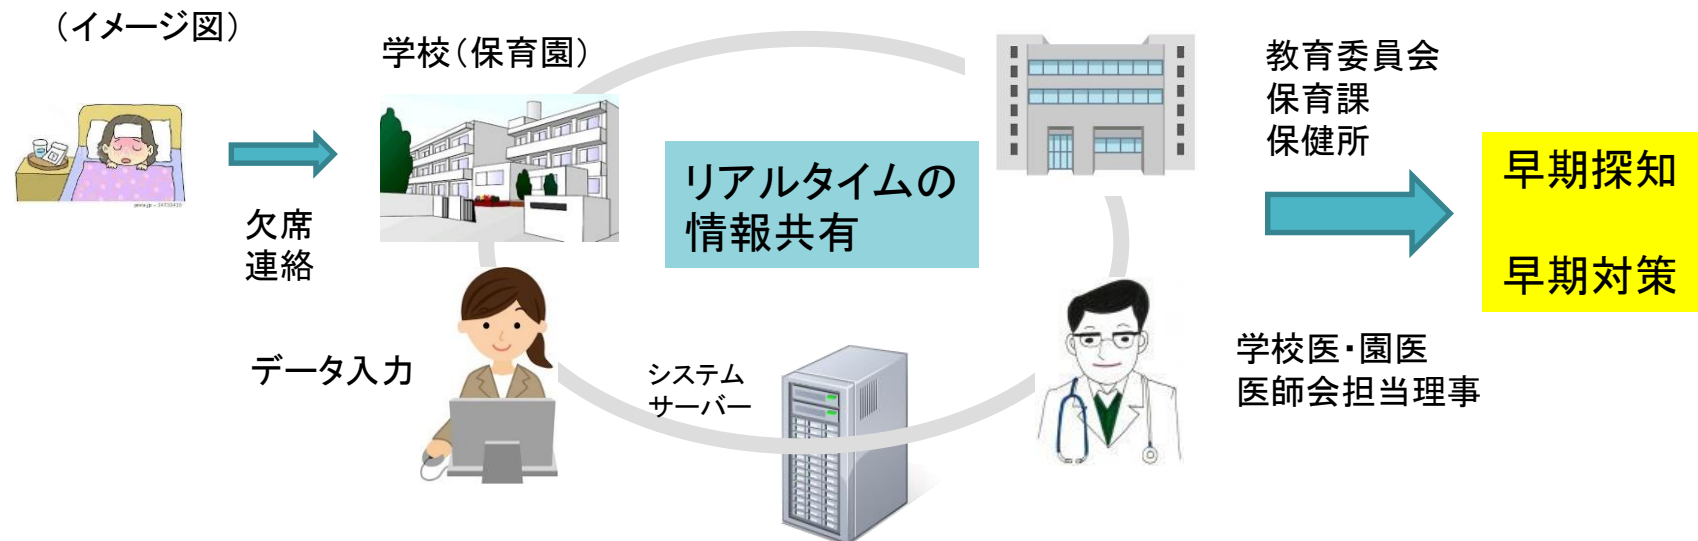 （イメージ図）
学校（保育園）
教育委員会
保育課
保健所
リアルタイムの
情報共有
早期探知
早期対策
欠席
連絡
データ入力
システム
サーバー
学校医・園医
医師会担当理事